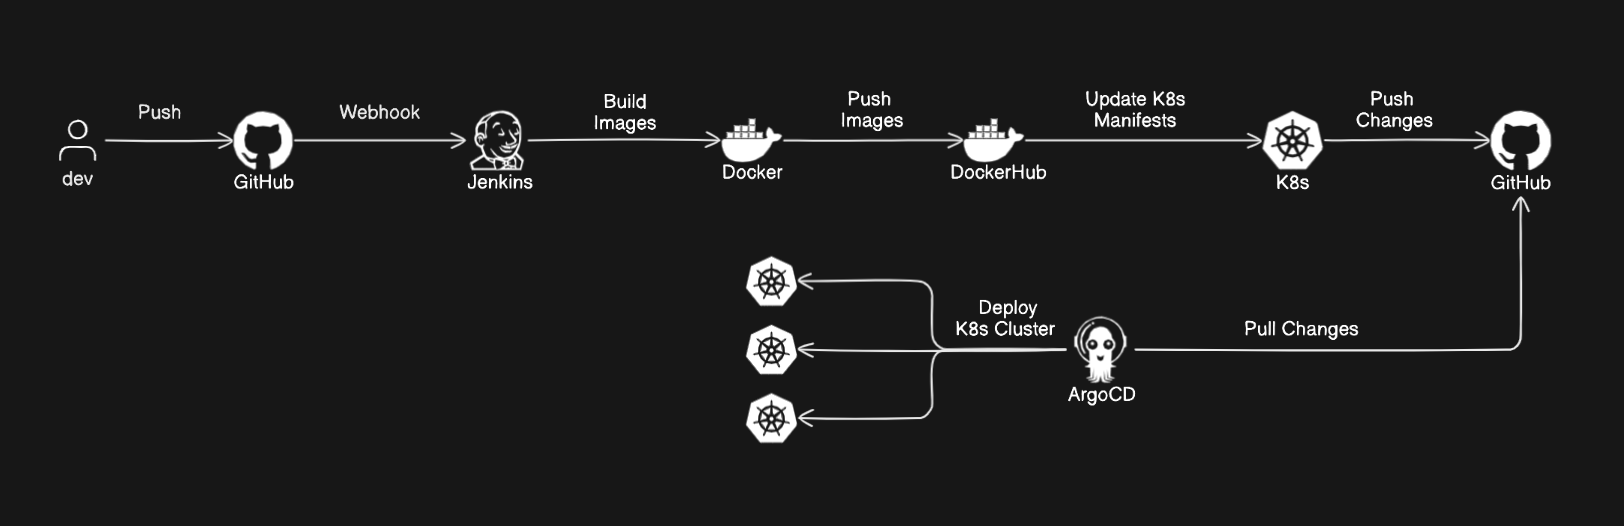 Push
Webhook
Build
Images
Push
Images
Update K8s
Manifests
Push
Changes
dev
GitHub
Jenkins
Docker
DockerHub
K8s
GitHub
Deploy
K8s Cluster
Pull Changes
ArgoCD